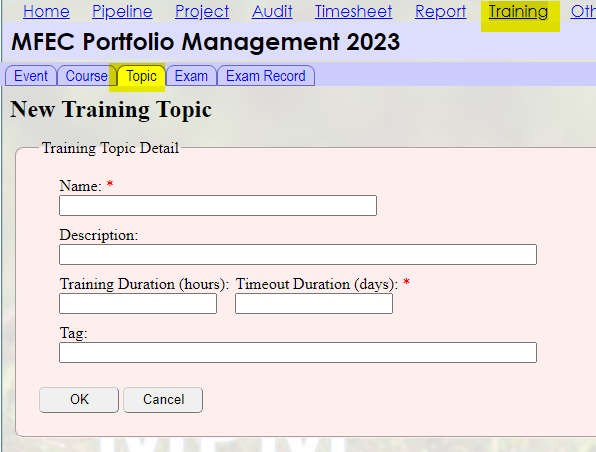 Home Pipeline Project Audit Timesheet Report Training Oth
MFEC Portfolio Management 2023
Event Course Topic Exam Exam Record
New Training Topic
Training Topic Detail
Name: *
Description:
Training Duration (hours): Timeout Duration (days): *
Tag:
OK Cancel